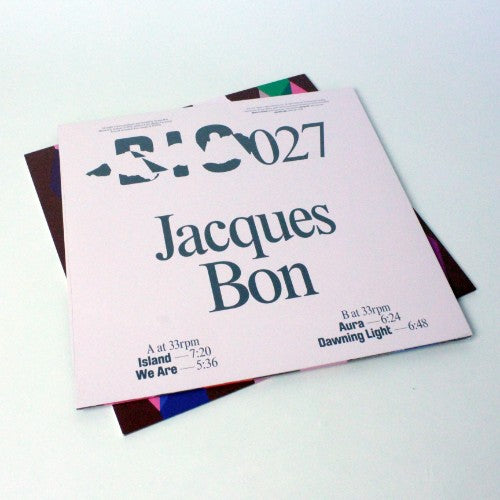 BIO027
Jacques
Bon
A at 33rpm
Island —7:20
We Are —5:36
B at 33rpm
Aura —6:24
Dawning Light —6:48